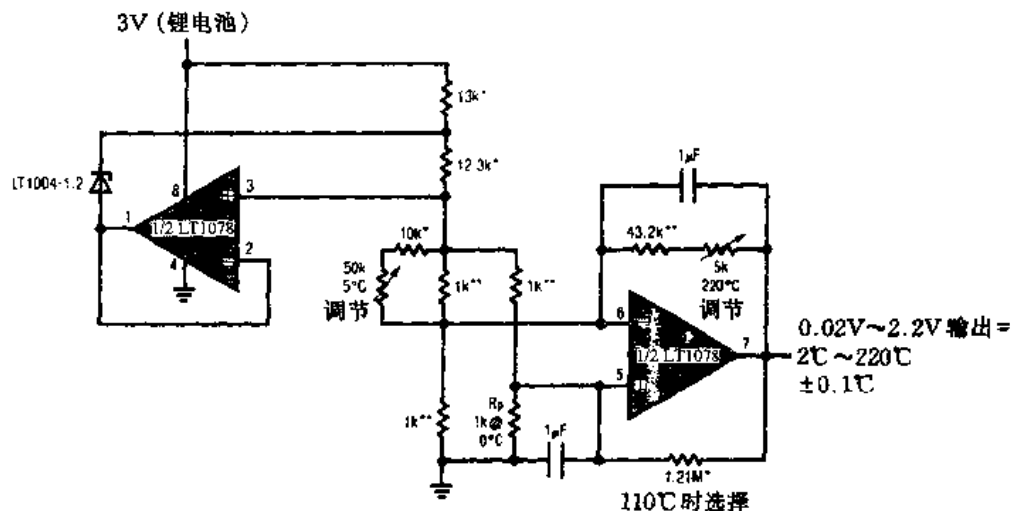 3V (锂电池)
13k*
12.3k*
LT1004-1.2
8
3
1
1/2 LT1078
2
4
10k*
50k
5°C
调节
1k**
1k**
1μF
43.2k**
5k
220°C
调节
6
7
1/2 LT1078
5
0.02V～2.2V 输出=
2℃～220℃
±0.1℃
1k**
Rp
1k@
0°C
1μF
1.21M*
110℃时选择